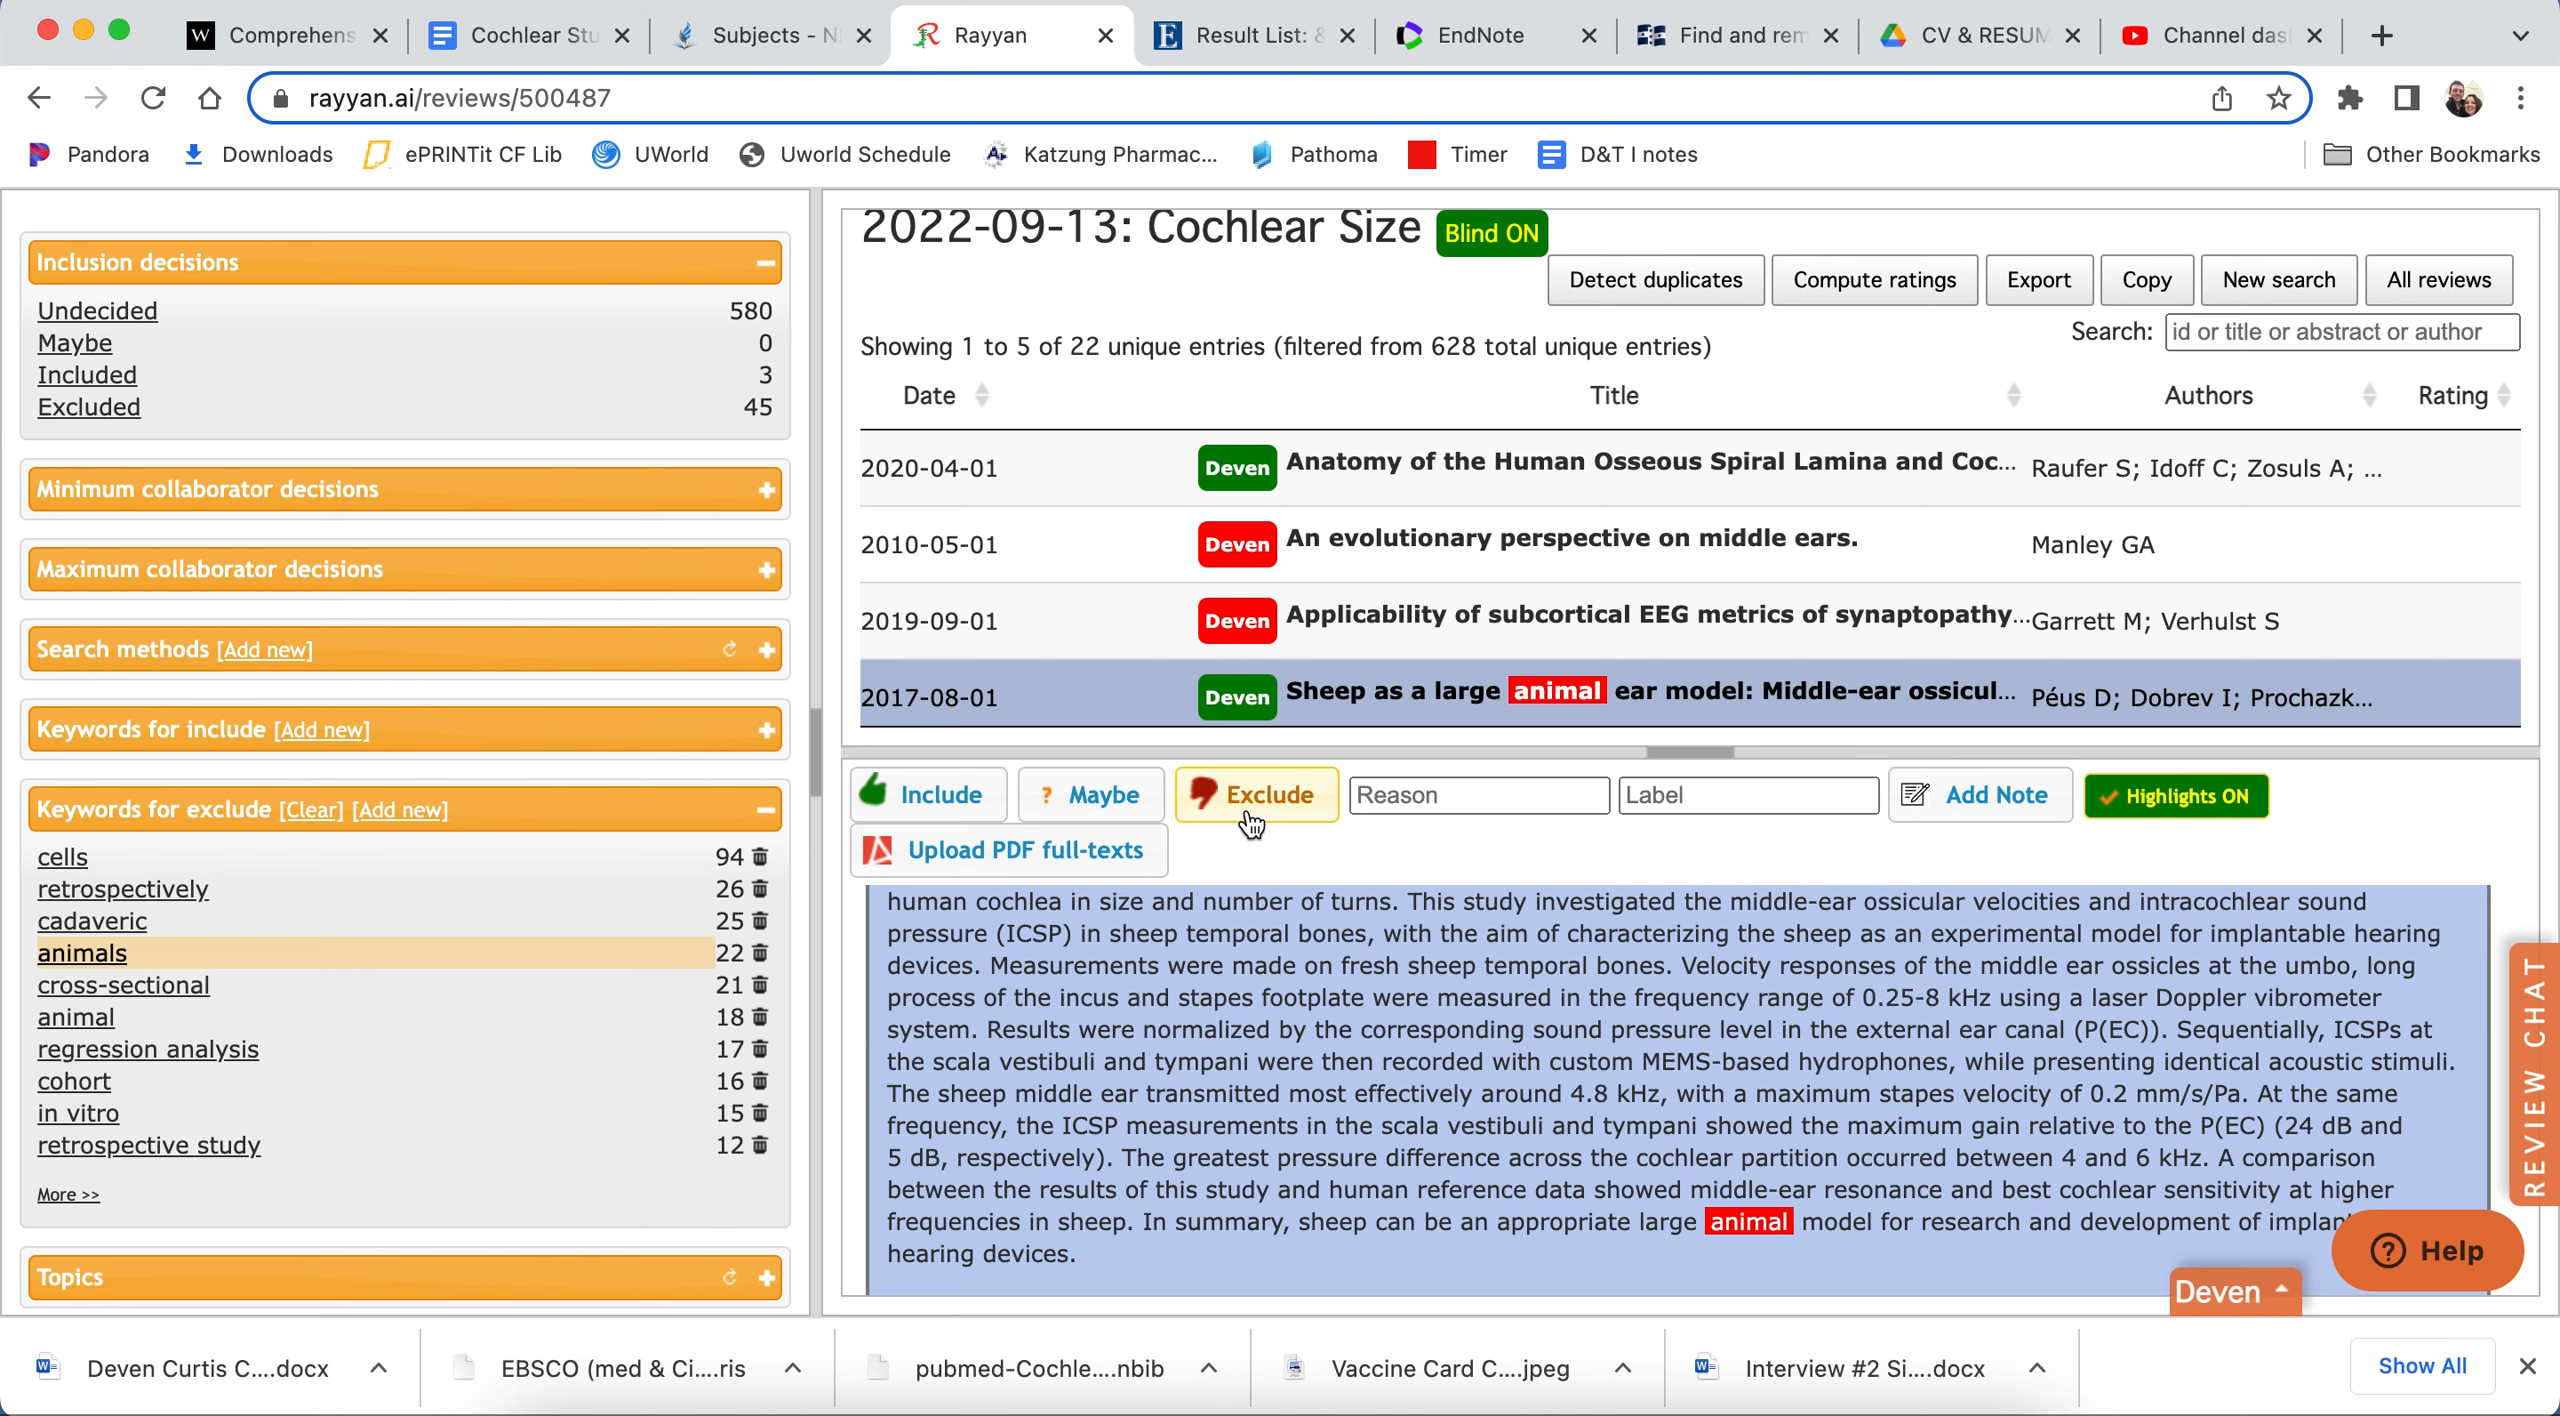 Comprehens
Cochlear Stu
Subjects - NI
Rayyan
Result List: &
EndNote
Find and rem
CV & RESUM
Channel das
rayyan.ai/reviews/500487
Pandora
Downloads
ePRINTit CF Lib
UWorld
Uworld Schedule
Katzung Pharmac...
Pathoma
Timer
D&T I notes
Other Bookmarks
Inclusion decisions
Undecided 580
Maybe 0
Included 3
Excluded 45
Minimum collaborator decisions
Maximum collaborator decisions
Search methods [Add new]
Keywords for include [Add new]
Keywords for exclude [Clear] [Add new]
cells 94
retrospectively 26
cadaveric 25
animals 22
cross-sectional 21
animal 18
regression analysis 17
cohort 16
in vitro 15
retrospective study 12
More >>
Topics
2022-09-13: Cochlear Size Blind ON
Detect duplicates Compute ratings Export Copy New search All reviews
Showing 1 to 5 of 22 unique entries (filtered from 628 total unique entries)
Search: id or title or abstract or author
Date Title Authors Rating
2020-04-01 Deven Anatomy of the Human Osseous Spiral Lamina and Coc... Raufer S; Idoff C; Zosuls A; ...
2010-05-01 Deven An evolutionary perspective on middle ears. Manley GA
2019-09-01 Deven Applicability of subcortical EEG metrics of synaptopathy... Garrett M; Verhulst S
2017-08-01 Deven Sheep as a large animal ear model: Middle-ear ossicul... Péus D; Dobrev I; Prochazk...
Include ? Maybe Exclude Reason Label Add Note Highlights ON
Upload PDF full-texts
human cochlea in size and number of turns. This study investigated the middle-ear ossicular velocities and intracochlear sound
pressure (ICSP) in sheep temporal bones, with the aim of characterizing the sheep as an experimental model for implantable hearing
devices. Measurements were made on fresh sheep temporal bones. Velocity responses of the middle ear ossicles at the umbo, long
process of the incus and stapes footplate were measured in the frequency range of 0.25-8 kHz using a laser Doppler vibrometer
system. Results were normalized by the corresponding sound pressure level in the external ear canal (P(EC)). Sequentially, ICSPs at
the scala vestibuli and tympani were then recorded with custom MEMS-based hydrophones, while presenting identical acoustic stimuli.
The sheep middle ear transmitted most effectively around 4.8 kHz, with a maximum stapes velocity of 0.2 mm/s/Pa. At the same
frequency, the ICSP measurements in the scala vestibuli and tympani showed the maximum gain relative to the P(EC) (24 dB and
5 dB, respectively). The greatest pressure difference across the cochlear partition occurred between 4 and 6 kHz. A comparison
between the results of this study and human reference data showed middle-ear resonance and best cochlear sensitivity at higher
frequencies in sheep. In summary, sheep can be an appropriate large animal model for research and development of implan
hearing devices.
REVIEW CHAT
Help
Deven
Deven Curtis C....docx
EBSCO (med & Ci....ris
pubmed-Cochle....nbib
Vaccine Card C....jpeg
Interview #2 Si....docx
Show All